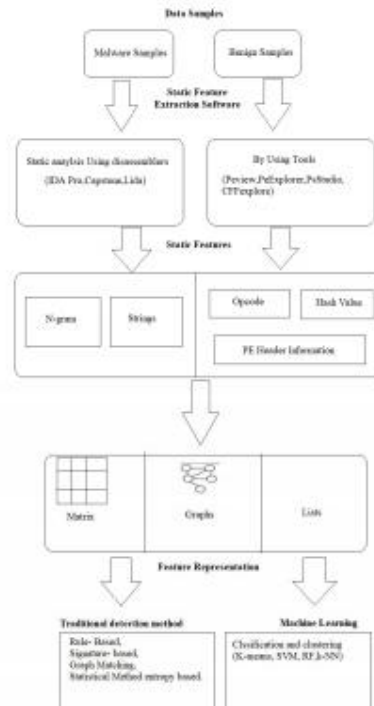 Data Samples
Malware Samples
Benign Samples
Static Feature
Extraction Software
Static analysis Using disassemblers
(IDA Pro,Capstone,Lida)
By Using Tools
(Peview,PeExplorer,PeStudio,
CFFexplore)
Static Features
N-gram
Strings
Opcode
Hash Value
PE Header Information
Matrix
Graphs
Lists
Feature Representation
Traditional detection method
Rule- Based,
Signature- based,
Graph Matching,
Statistical Method entropy based.
Machine Learning
Classification and clustering
(K-means, SVM, RF,k-NN)